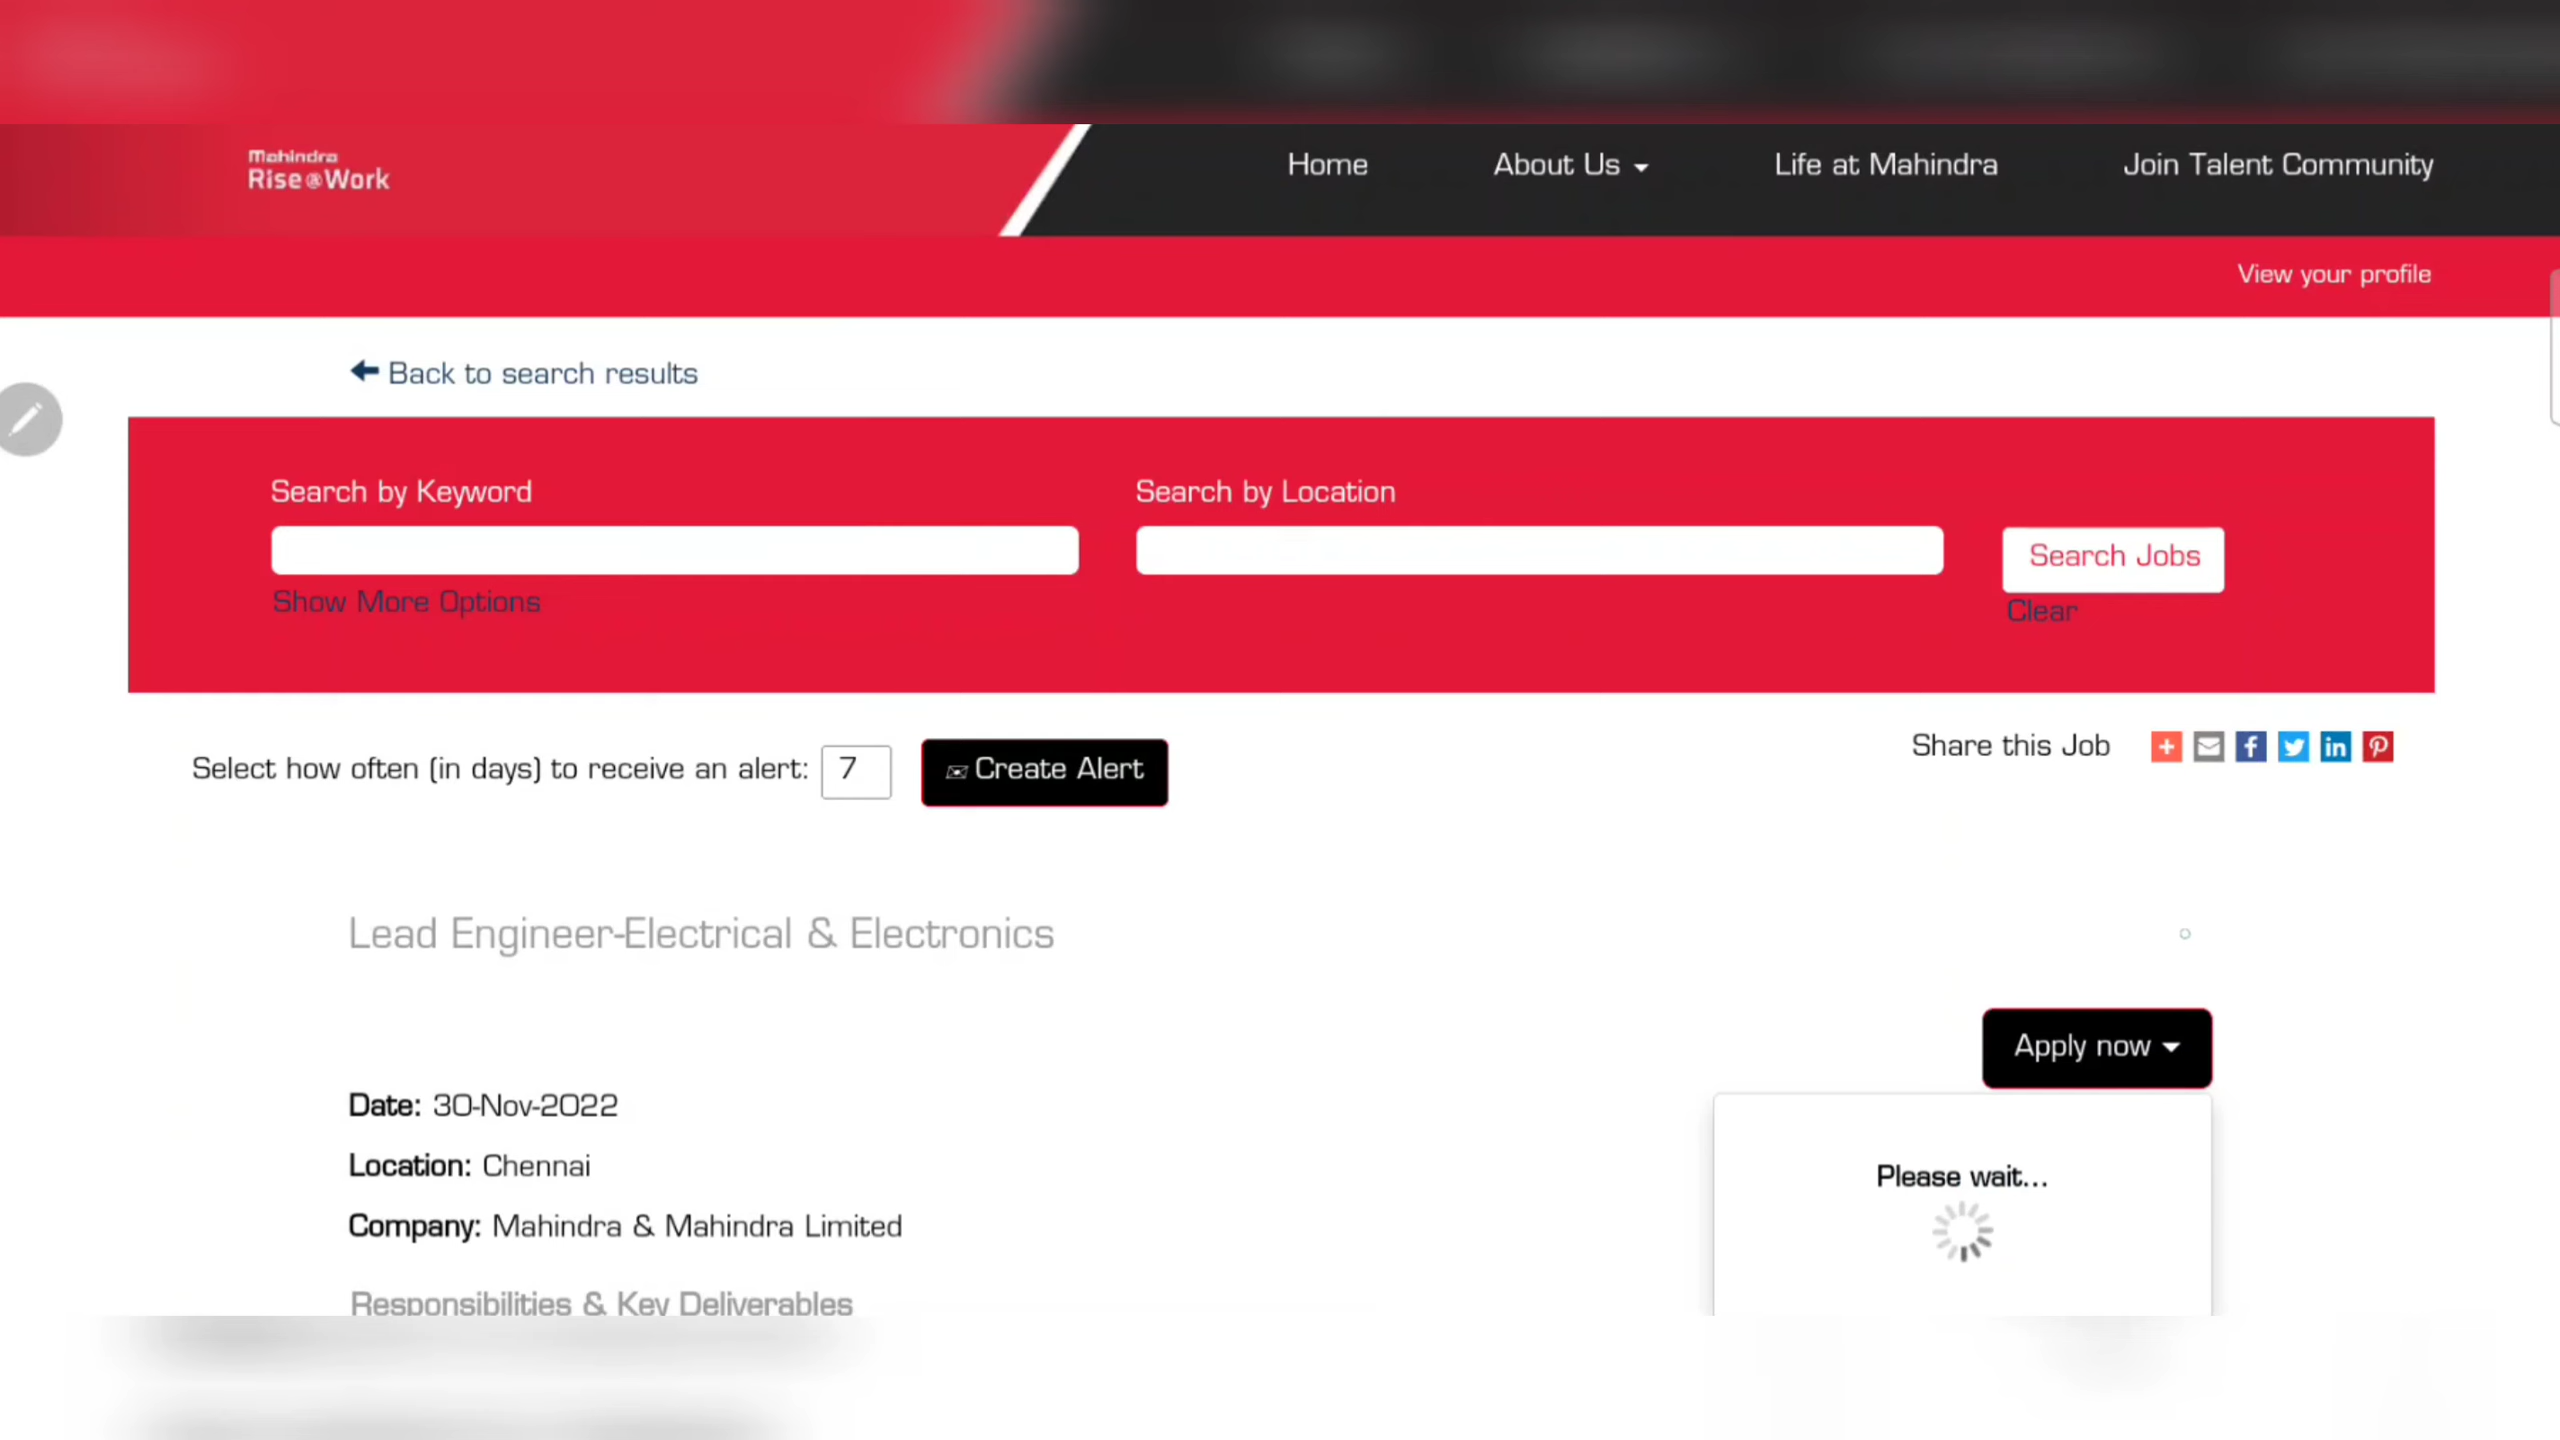 Mahindra
Rise@Work
Home
About Us
Life at Mahindra
Join Talent Community
View your profile
Back to search results
Search by Keyword
Search by Location
Search Jobs
Show More Options
Clear
Select how often (in days) to receive an alert:
7
Create Alert
Share this Job
Lead Engineer-Electrical & Electronics
Apply now
Date: 30-Nov-2022
Location: Chennai
Company: Mahindra & Mahindra Limited
Please wait...
Responsibilities & Key Deliverables